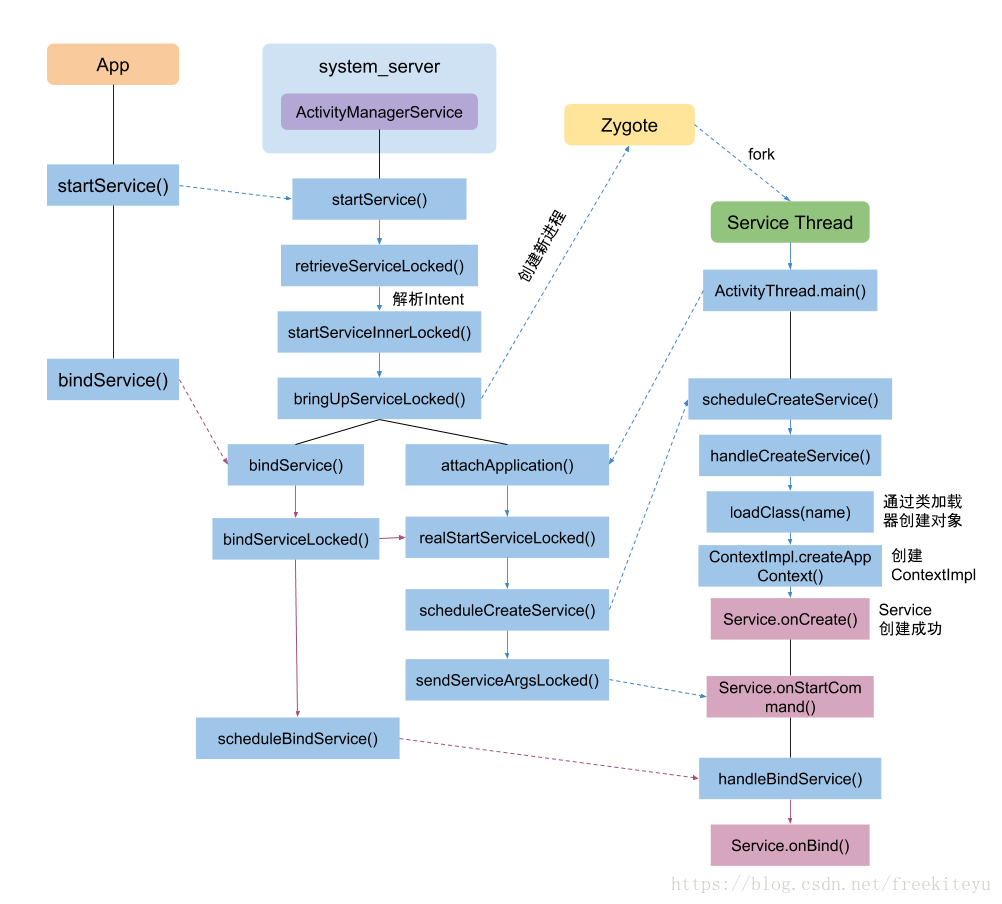 App
system_server
ActivityManagerService
Zygote
fork
startService()
startService()
创建新进程
Service Thread
retrieveServiceLocked()
解析Intent
ActivityThread.main()
startServiceInnerLocked()
bindService()
bringUpServiceLocked()
scheduleCreateService()
bindService()
attachApplication()
handleCreateService()
loadClass(name)
通过类加载
器创建对象
bindServiceLocked()
realStartServiceLocked()
ContextImpl.createApp
Context()
创建
ContextImpl
scheduleCreateService()
Service.onCreate()
Service
创建成功
sendServiceArgsLocked()
Service.onStartCom
mand()
scheduleBindService()
handleBindService()
Service.onBind()
https://blog.csdn.net/freekiteyu